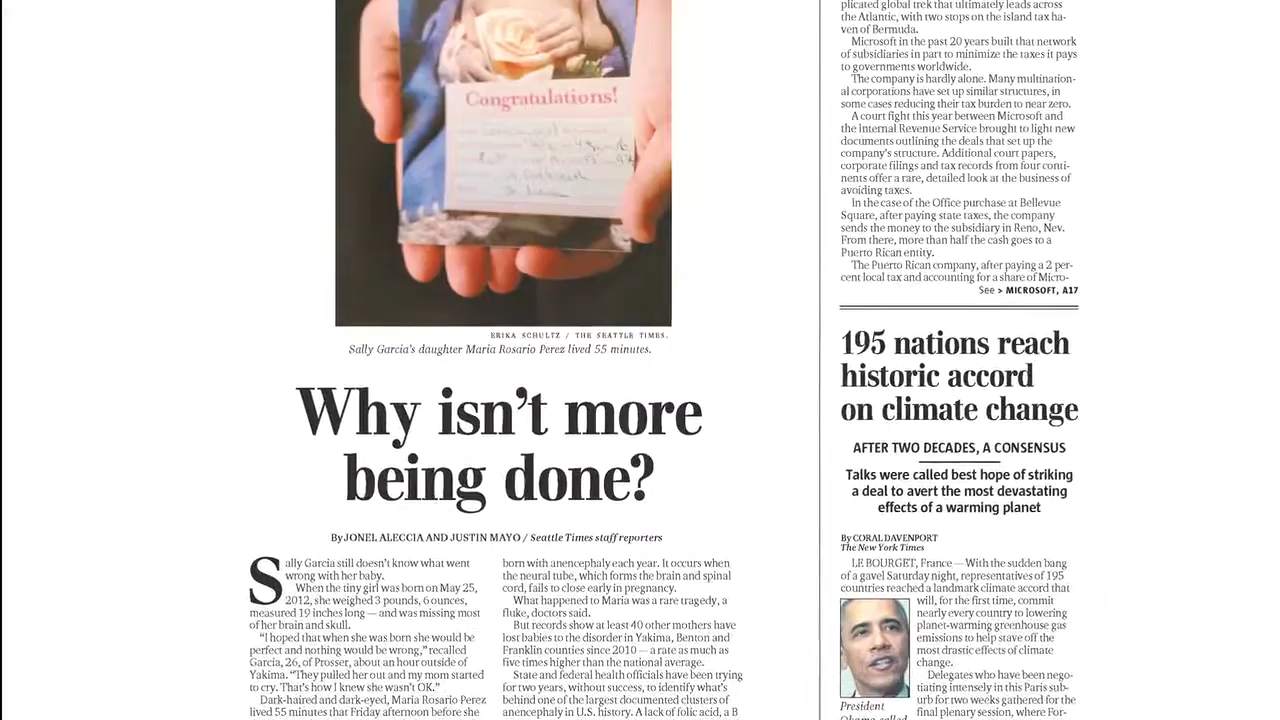 Congratulations!
ERIKA SCHULTZ / THE SEATTLE TIMES.
Sally Garcia's daughter Maria Rosario Perez lived 55 minutes.
Why isn't more
being done?
By JONEL ALECCIA AND JUSTIN MAYO / Seattle Times staff reporters
Sally Garcia still doesn't know what went
wrong with her baby.
When the tiny girl was born on May 25,
2012, she weighed 3 pounds, 6 ounces,
measured 19 inches long — and was missing most
of her brain and skull.
"I hoped that when she was born she would be
perfect and nothing would be wrong," recalled
Garcia, 26, of Prosser, about an hour outside of
Yakima. "They pulled her out and my mom started
to cry. That's how I knew she wasn't OK."
Dark-haired and dark-eyed, Maria Rosario Perez
lived 55 minutes that Friday afternoon before she
born with anencephaly each year. It occurs when
the neural tube, which forms the brain and spinal
cord, fails to close early in pregnancy.
What happened to Maria was a rare tragedy, a
fluke, doctors said.
But records show at least 40 other mothers have
lost babies to the disorder in Yakima, Benton and
Franklin counties since 2010 — a rate as much as
five times higher than the national average.
State and federal health officials have been trying
for two years, without success, to identify what's
behind one of the largest documented clusters of
anencephaly in U.S. history. A lack of folic acid, a B
plicated global trek that ultimately leads across
the Atlantic, with two stops on the island tax ha-
ven of Bermuda.
Microsoft in the past 20 years built that network
of subsidiaries in part to minimize the taxes it pays
to governments worldwide.
The company is hardly alone. Many multination-
al corporations have set up similar structures, in
some cases reducing their tax burden to near zero.
A court fight this year between Microsoft and
the Internal Revenue Service brought to light new
documents outlining the deals that set up the
company's structure. Additional court papers,
corporate filings and tax records from four conti-
nents offer a rare, detailed look at the business of
avoiding taxes.
In the case of the Office purchase at Bellevue
Square, after paying state taxes, the company
sends the money to the subsidiary in Reno, Nev.
From there, more than half the cash goes to a
Puerto Rican entity.
The Puerto Rican company, after paying a 2 per-
cent local tax and accounting for a share of Micro-
See > MICROSOFT, A17
195 nations reach
historic accord
on climate change
AFTER TWO DECADES, A CONSENSUS
Talks were called best hope of striking
a deal to avert the most devastating
effects of a warming planet
By CORAL DAVENPORT
The New York Times
LE BOURGET, France — With the sudden bang
of a gavel Saturday night, representatives of 195
countries reached a landmark climate accord that
will, for the first time, commit
nearly every country to lowering
planet-warming greenhouse gas
emissions to help stave off the
most drastic effects of climate
change.
Delegates who have been nego-
tiating intensely in this Paris sub-
urb for two weeks gathered for the
final plenary session, where For-
President
Obama called